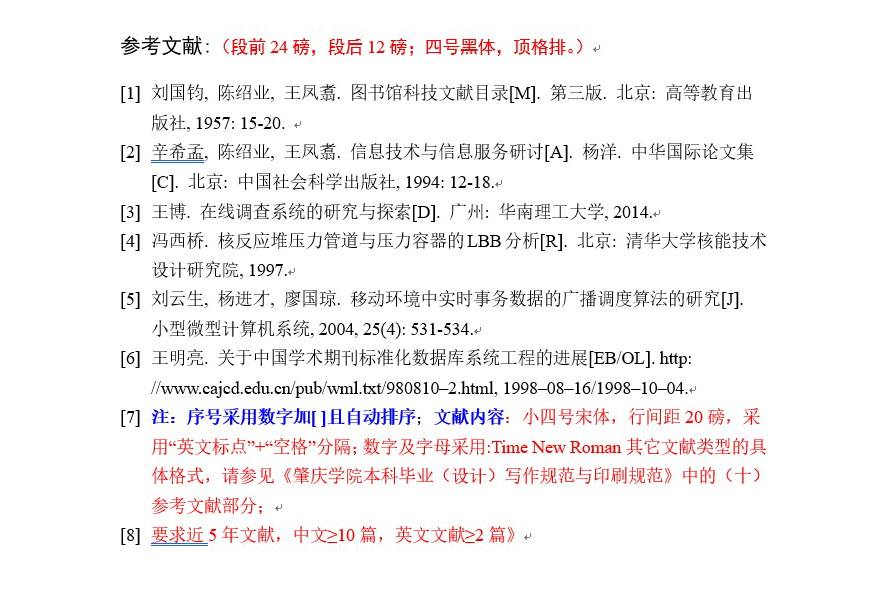 参考文献:（段前 24 磅，段后 12 磅；四号黑体，顶格排。）
[1] 刘国钧, 陈绍业, 王凤翥. 图书馆科技文献目录[M]. 第三版. 北京: 高等教育出
版社, 1957: 15-20.
[2] 辛希孟, 陈绍业, 王凤翥. 信息技术与信息服务研讨[A]. 杨洋. 中华国际论文集
[C]. 北京: 中国社会科学出版社, 1994: 12-18.
[3] 王博. 在线调查系统的研究与探索[D]. 广州: 华南理工大学, 2014.
[4] 冯西桥. 核反应堆压力管道与压力容器的 LBB 分析[R]. 北京: 清华大学核能技术
设计研究院, 1997.
[5] 刘云生, 杨进才, 廖国琼. 移动环境中实时事务数据的广播调度算法的研究[J].
小型微型计算机系统, 2004, 25(4): 531-534.
[6] 王明亮. 关于中国学术期刊标准化数据库系统工程的进展[EB/OL]. http:
//www.cajcd.edu.cn/pub/wml.txt/980810–2.html, 1998–08–16/1998–10–04.
[7] 注：序号采用数字加[ ]且自动排序；文献内容：小四号宋体，行间距 20 磅，采
用“英文标点”+“空格”分隔；数字及字母采用:Time New Roman 其它文献类型的具
体格式，请参见《肇庆学院本科毕业（设计）写作规范与印刷规范》中的（十）
参考文献部分；
[8] 要求近 5 年文献，中文≥10 篇，英文文献≥2 篇》